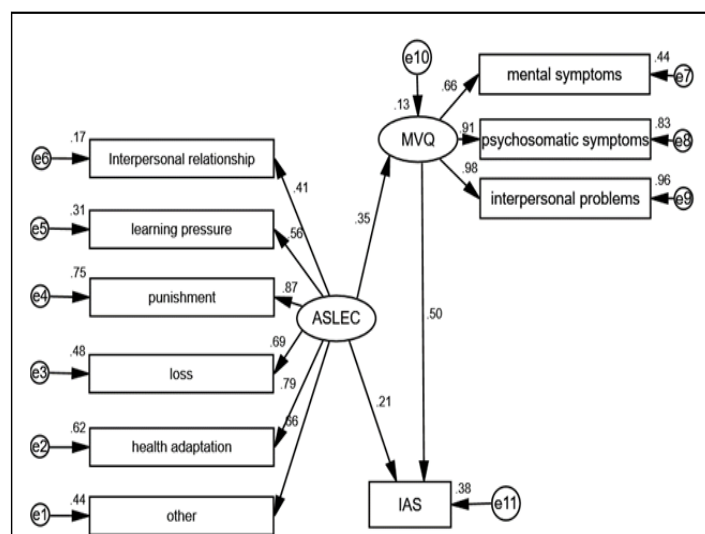 e10
.44
mental symptoms
e7
.66
.13
MVQ
.91
.83
psychosomatic symptoms
e8
.98
.96
interpersonal problems
e9
.17
e6
Interpersonal relationship
.41
.31
e5
learning pressure
.56
.35
.75
e4
punishment
.87
ASLEC
.50
.48
e3
loss
.69
.79
.21
.62
e2
health adaptation
.66
.44
e1
other
IAS
.38
e11